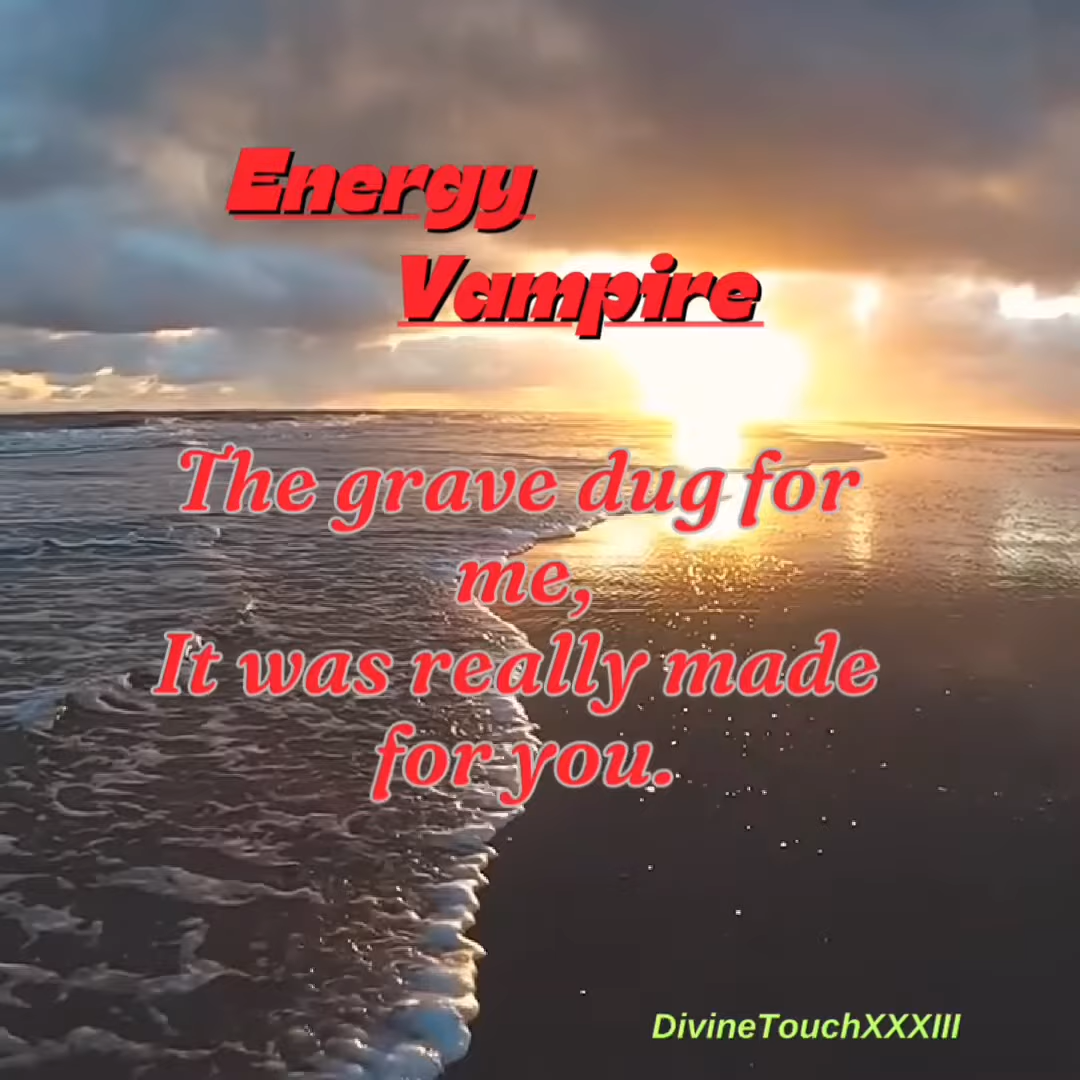 Energy
Vampire
The grave dug for
me,
It was really made
for you.
DivineTouchXXXIII